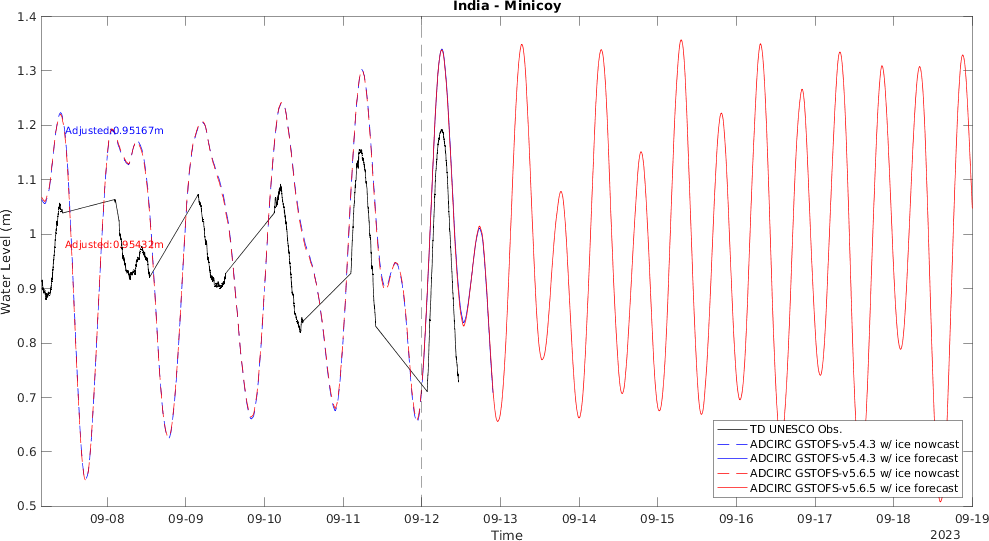 India - Minicoy
1.4
1.3
1.2
1.1
1
0.9
0.8
0.7
0.6
0.5
Water Level (m)
Adjusted:0.95167m
Adjusted:0.95432m
TD UNESCO Obs.
ADCIRC GSTOFS-v5.4.3 w/ ice nowcast
ADCIRC GSTOFS-v5.4.3 w/ ice forecast
ADCIRC GSTOFS-v5.6.5 w/ ice nowcast
ADCIRC GSTOFS-v5.6.5 w/ ice forecast
09-08 09-09 09-10 09-11 09-12 09-13 09-14 09-15 09-16 09-17 09-18 09-19
Time
2023